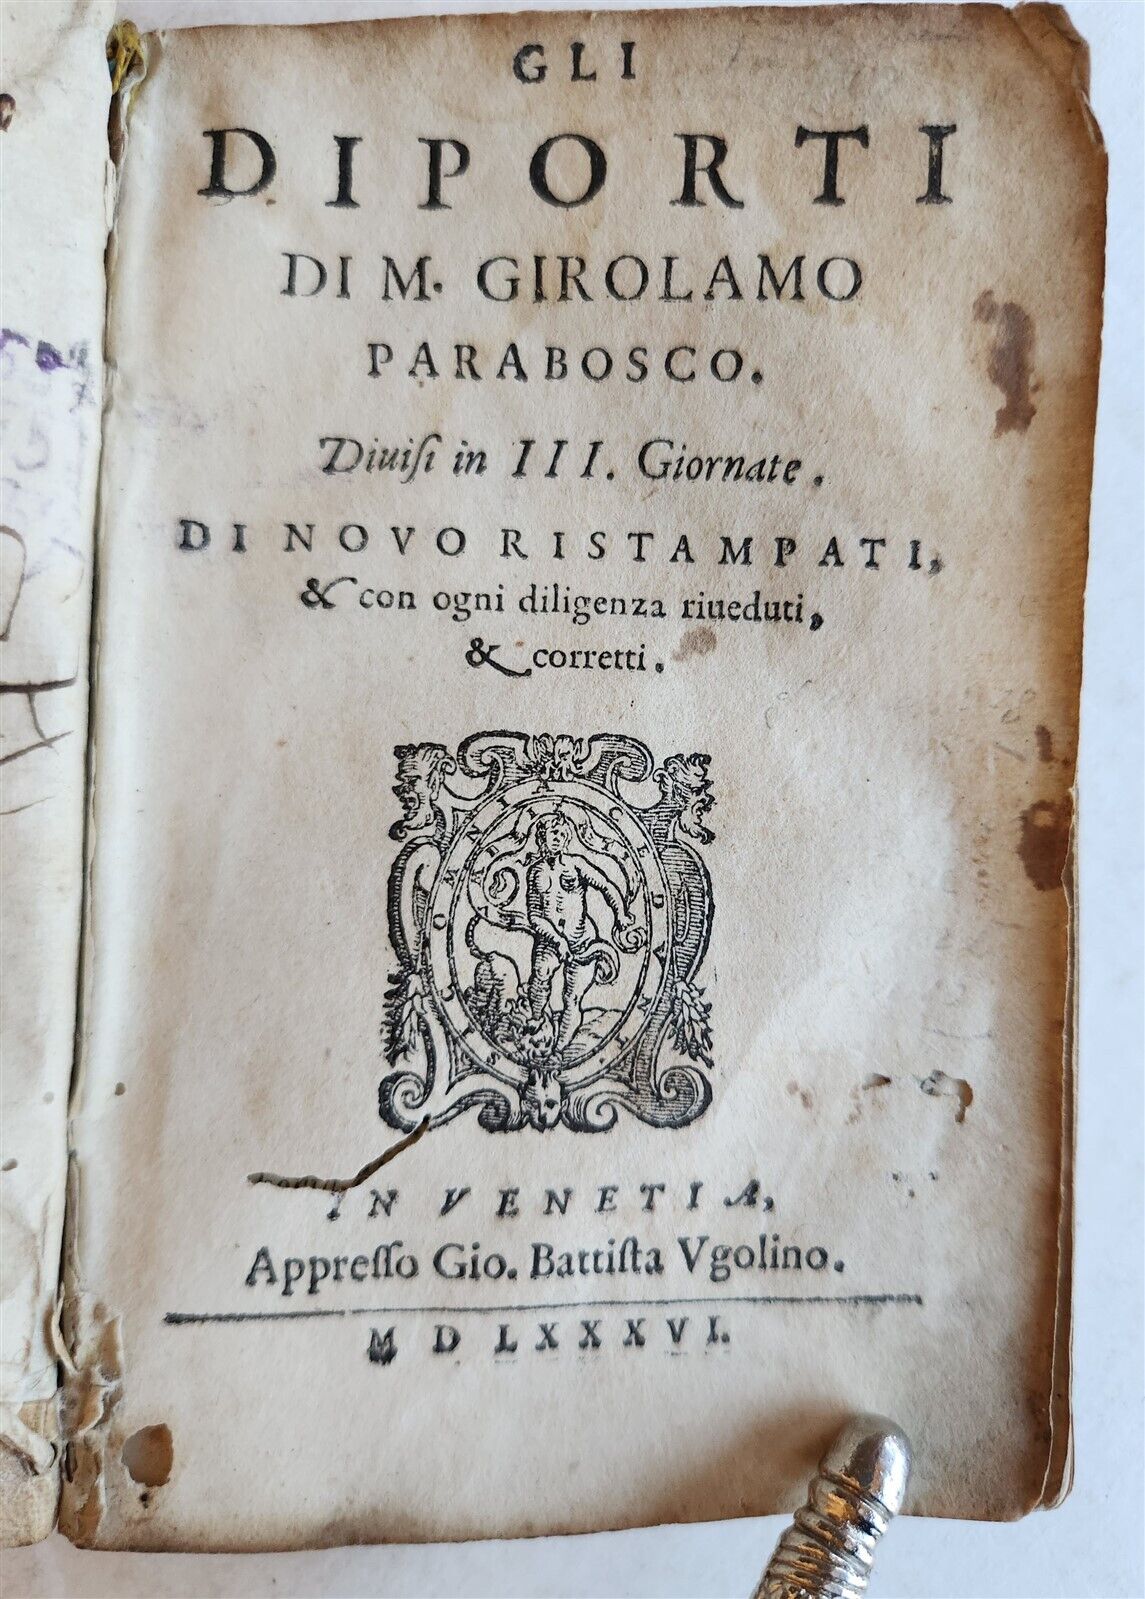 GLI
DIPORTI
DI M. GIROLAMO
PARABOSCO.
Diuiſi in III. Giornate.
DI NOVO RISTAMPATI,
& con ogni diligenza riueduti,
& corretti.
IN VENETIA,
Appreſſo Gio. Battiſta Vgolino.
MDLXXXVI.